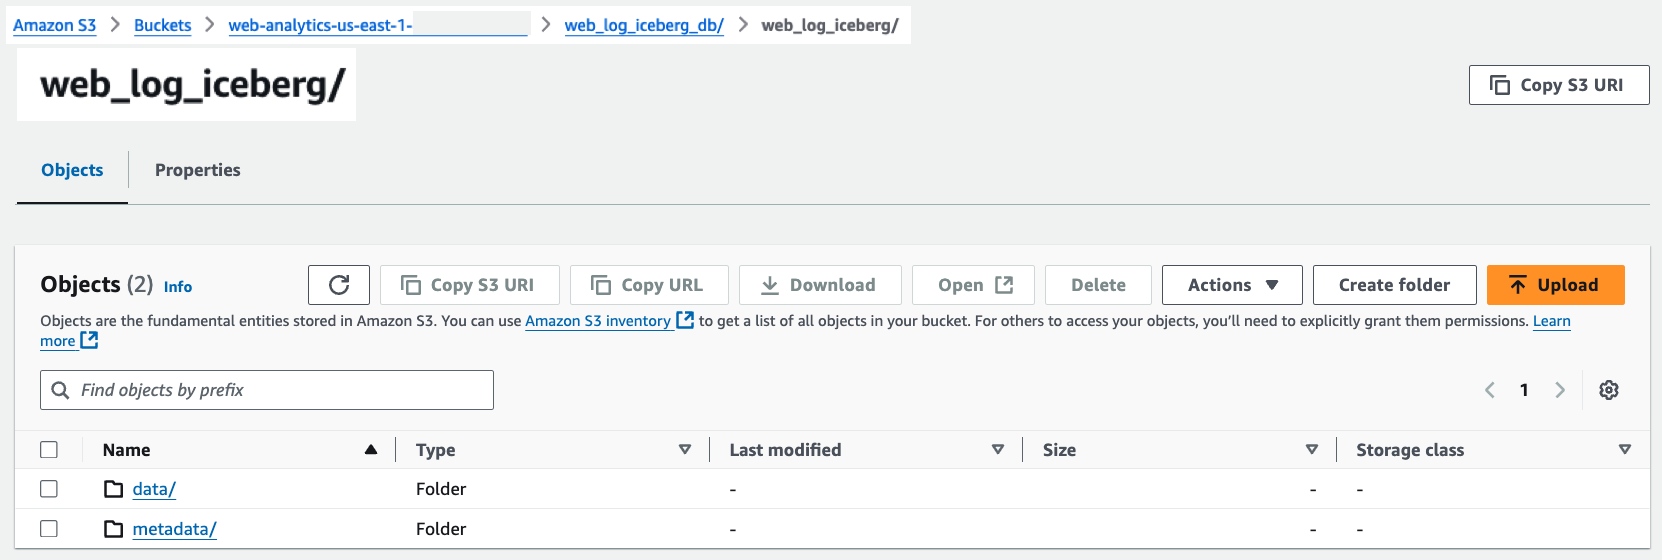 Amazon S3 > Buckets > web-analytics-us-east-1- > web_log_iceberg_db/ > web_log_iceberg/
web_log_iceberg/
Copy S3 URI
Objects Properties
Objects (2) Info Copy S3 URI Copy URL Download Open Delete Actions Create folder Upload
Objects are the fundamental entities stored in Amazon S3. You can use Amazon S3 inventory to get a list of all objects in your bucket. For others to access your objects, you’ll need to explicitly grant them permissions. Learn
more
Find objects by prefix
1
Name Type Last modified Size Storage class
data/ Folder - - -
metadata/ Folder - - -